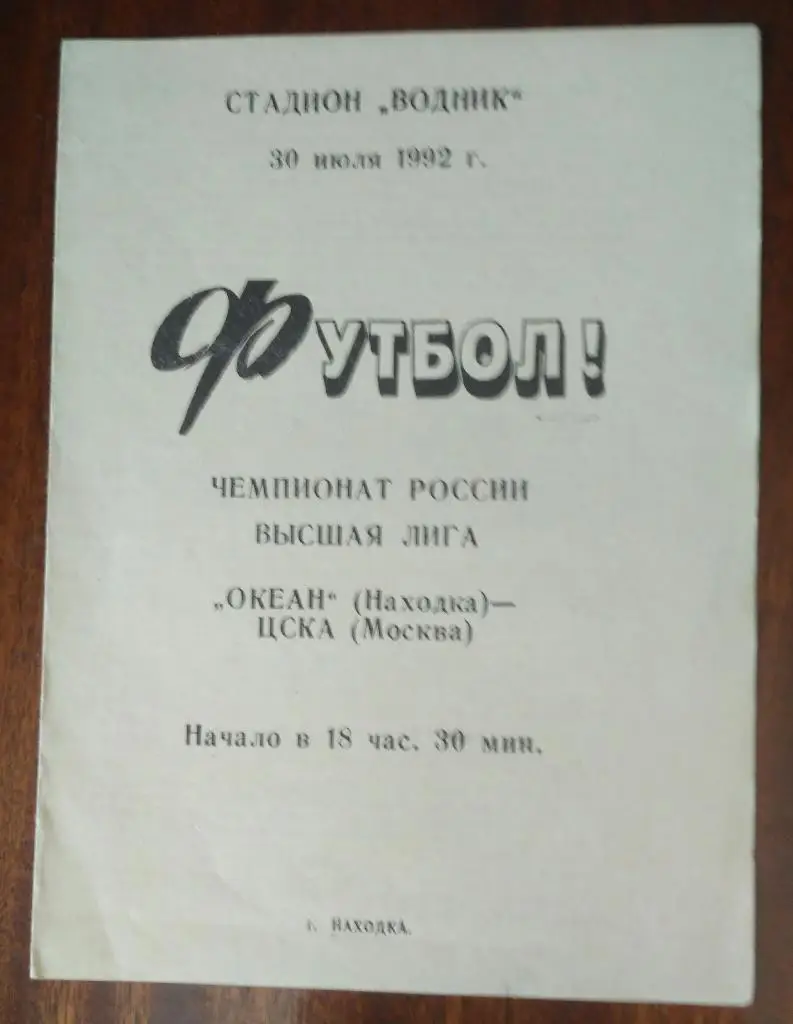 СТАДИОН „ВОДНИК“
30 июля 1992 г.
ФУТБОЛ!
ЧЕМПИОНАТ РОССИИ
ВЫСШАЯ ЛИГА
„ОКЕАН“ (Находка)—
ЦСКА (Москва)
Начало в 18 час. 30 мин.
г. НАХОДКА.